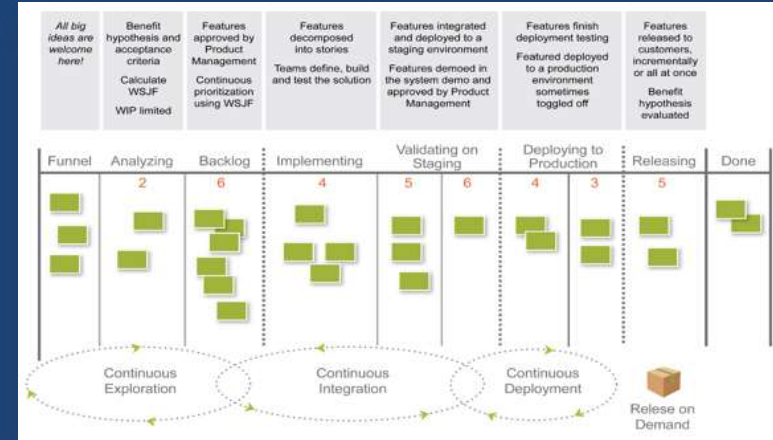 All big
ideas are
welcome
here!
Benefit
hypothesis and
acceptance
criteria
Calculate
WSJF
WIP limited
Features
approved by
Product
Management
Continuous
prioritization
using WSJF
Features
decomposed
into stories
Teams define, build
and test the solution
Features integrated
and deployed to a
staging environment
Features demoed in
the system demo and
approved by Product
Management
Features finish
deployment testing
Featured deployed
to a production
environment
sometimes
toggled off
Features
released to
customers,
incrementally
or all at once
Benefit
hypothesis
evaluated
Funnel
Analyzing
Backlog
Implementing
Validating on
Staging
Deploying to
Production
Releasing
Done
2
6
4
5
6
4
3
5
Continuous
Exploration
Continuous
Integration
Continuous
Deployment
Relese on
Demand